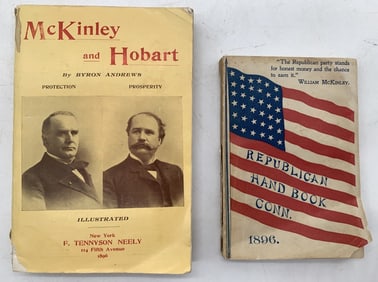 McKinley
and Hobart
By BYRON ANDREWS
PROTECTION PROSPERITY
ILLUSTRATED
New York
F. TENNYSON NEELY
114 Fifth Avenue
1896
"The Republican party stands
for honest money and the chance
to earn it."
WILLIAM MCKINLEY.
REPUBLICAN
HAND BOOK
CONN.
1896.